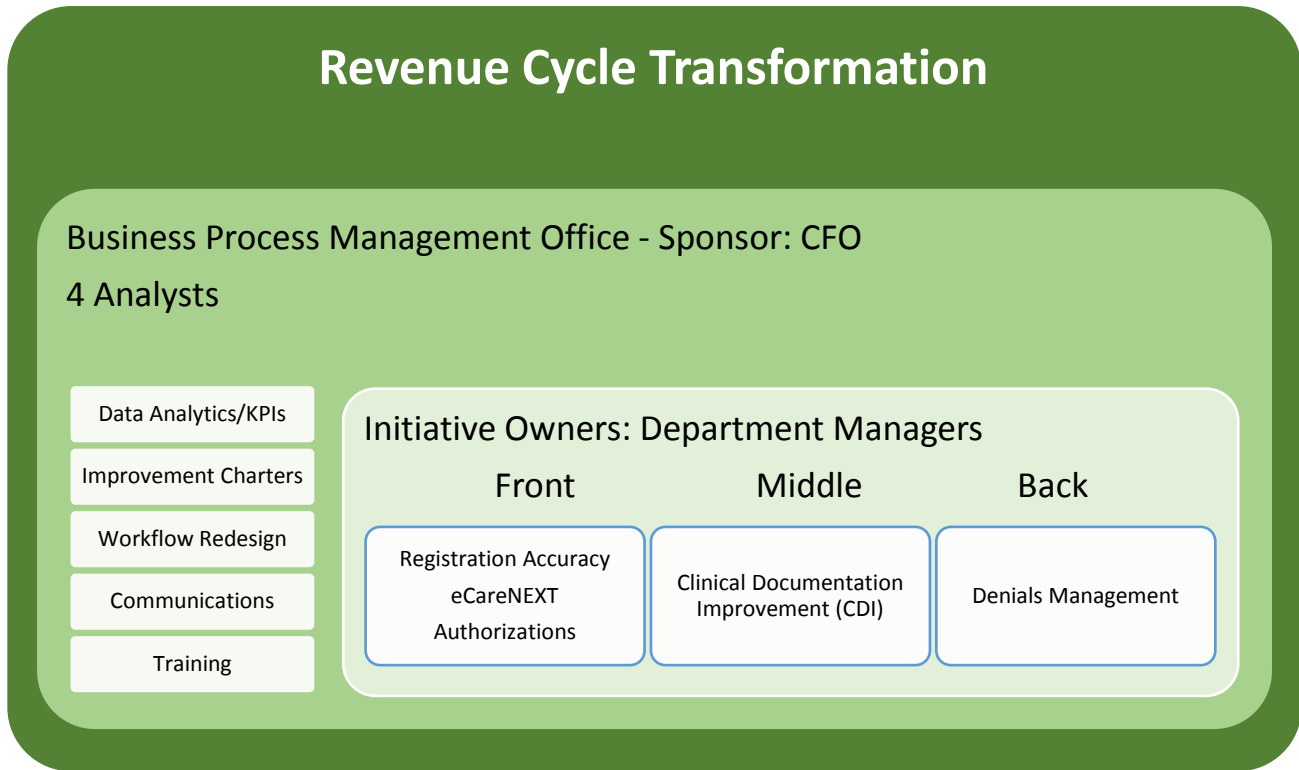 Revenue Cycle Transformation
Business Process Management Office - Sponsor: CFO
4 Analysts
Data Analytics/KPIs
Improvement Charters
Workflow Redesign
Communications
Training
Initiative Owners: Department Managers
Front Middle Back
Registration Accuracy
eCareNEXT
Authorizations
Clinical Documentation
Improvement (CDI)
Denials Management